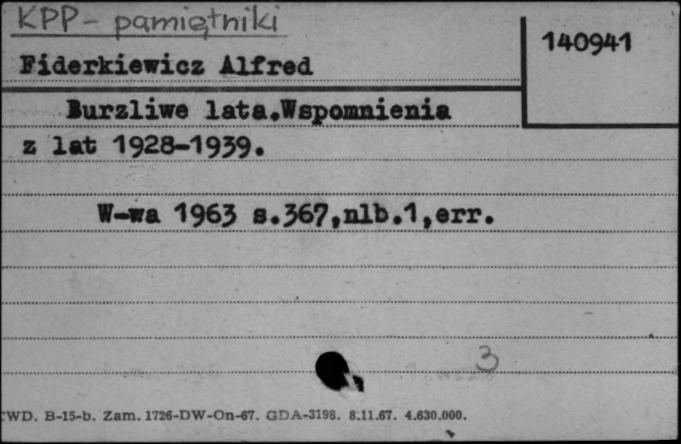 KPP - pamiętniki
140941
Fiderkiewicz Alfred
Burzliwe lata.Wspomnienia
z lat 1928-1939.
W-wa 1963 s.367,nlb.1,err.
3
WD. B-15-b. Zam. 1726-DW-On-67. GDA-3198. 8.11.67. 4.630.000.